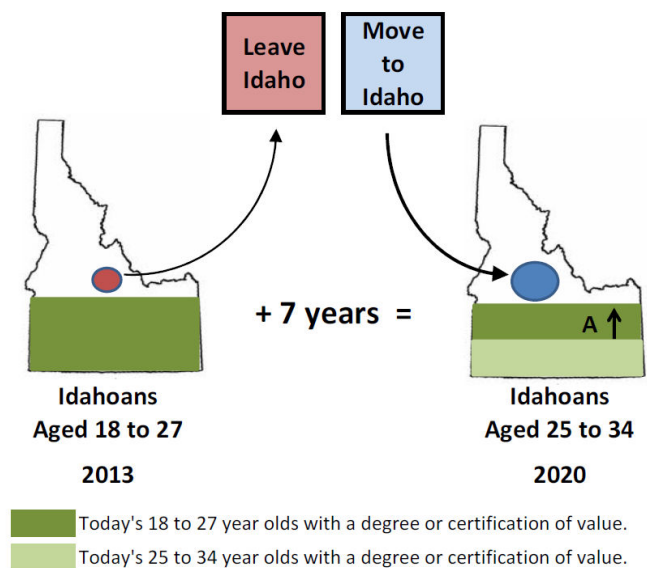 Leave
Idaho
Move
to
Idaho
+ 7 years =
A
Idahoans
Aged 18 to 27
2013
Idahoans
Aged 25 to 34
2020
Today's 18 to 27 year olds with a degree or certification of value.
Today's 25 to 34 year olds with a degree or certification of value.